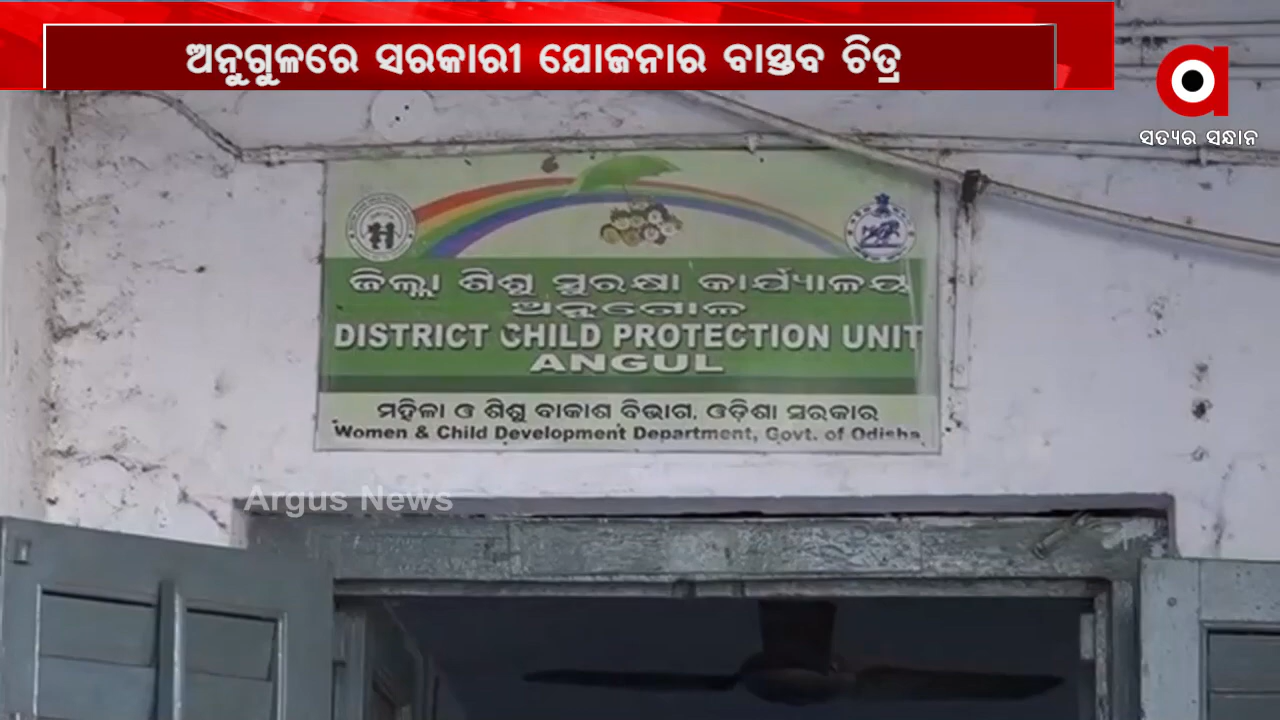 ଅନୁଗୁଳରେ ସରକାରୀ ଯୋଜନାର ବାସ୍ତବ ଚିତ୍ର
ସତ୍ୟର ସନ୍ଧାନ
ଜିଲ୍ଲା ଶିଶୁ ସୁରକ୍ଷା କାର୍ଯ୍ୟାଳୟ
ଅନୁଗୋଳ
DISTRICT CHILD PROTECTION UNIT
ANGUL
ମହିଳା ଓ ଶିଶୁ ବାକାଶ ବିଭାଗ, ଓଡ଼ିଶା ସରକାର
Women & Child Development Department, Govt. of Odisha
Argus News